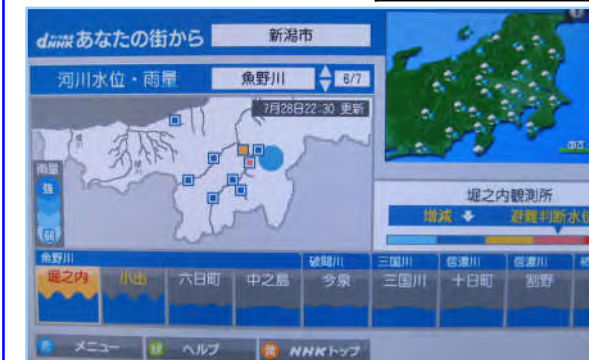 dNHK あなたの街から 新潟市
河川水位・雨量 魚野川 6/7
7月28日22:30 更新
雨量
強
弱
堀之内観測所
増減 避難判断水位
魚野川 破間川 三国川 信濃川 信濃川
堀之内 小出 六日町 中之島 今泉 三国川 十日町 割野
青 メニュー 緑 ヘルプ 黄 NHKトップ